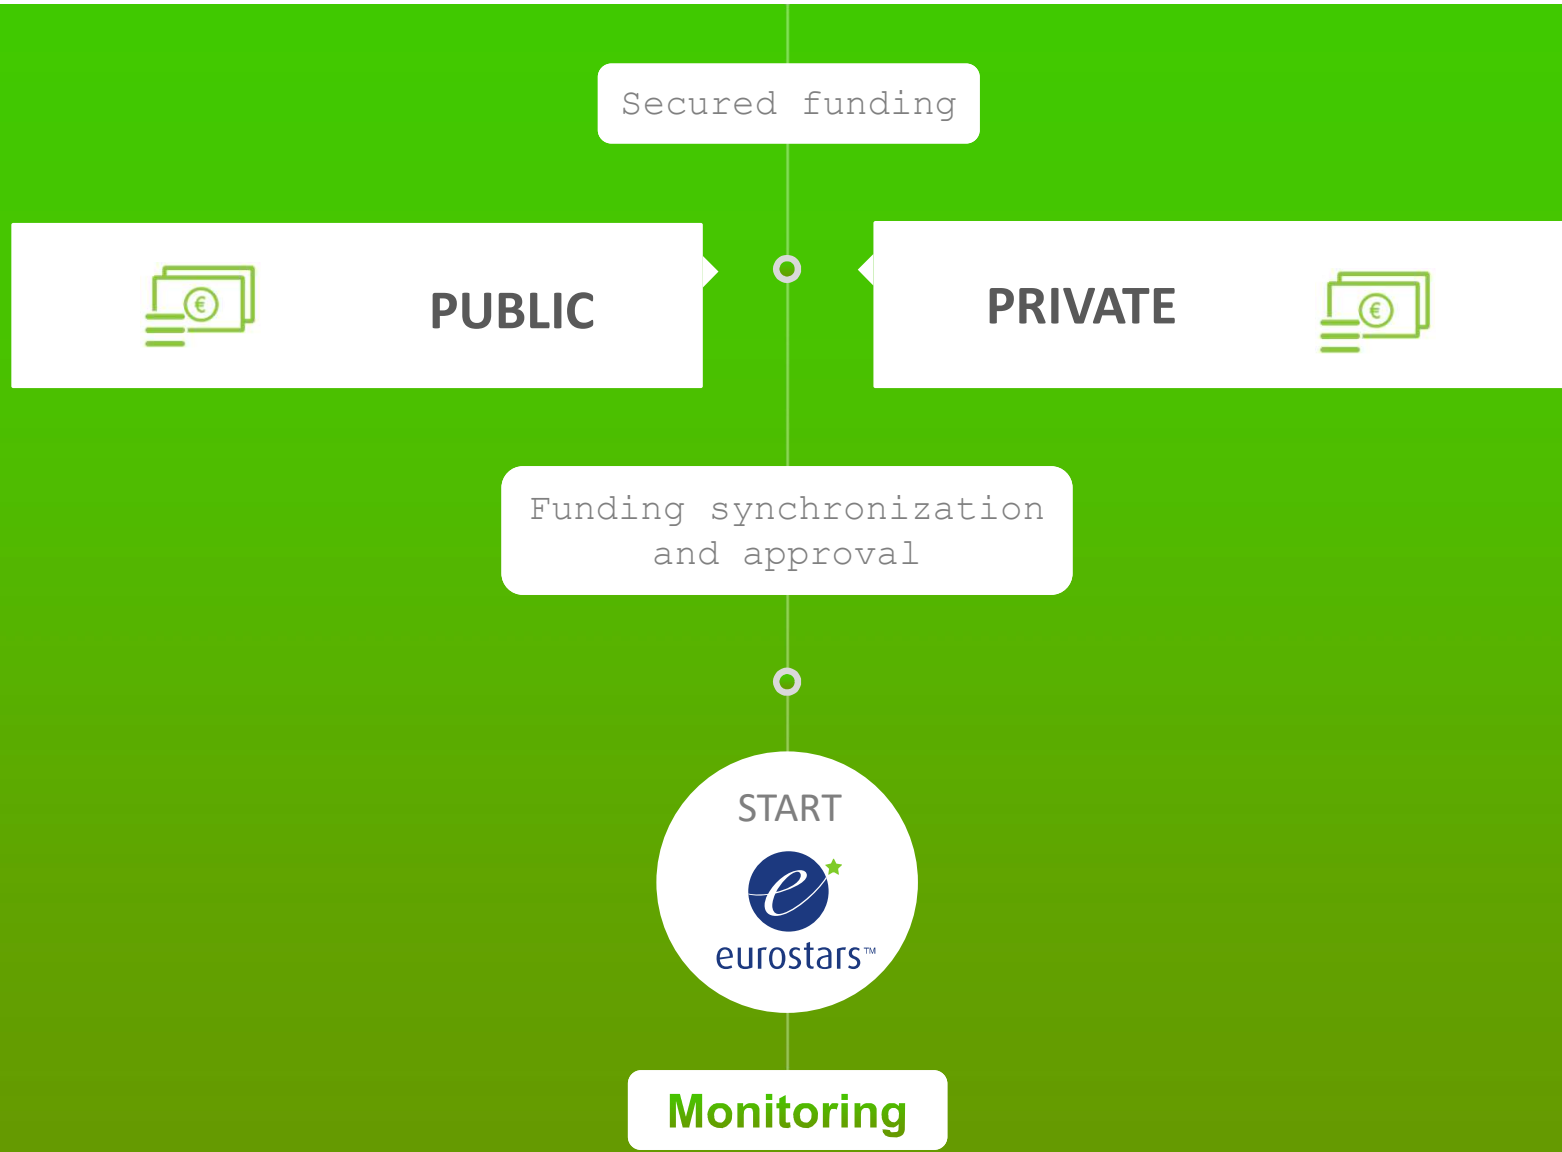 Secured funding
PUBLIC
PRIVATE
Funding synchronization
and approval
START
eurostars™
Monitoring